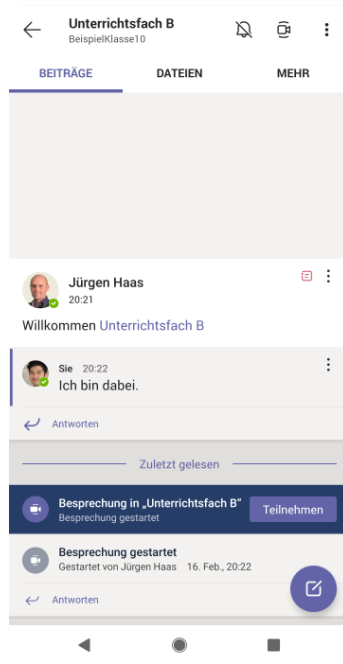 Unterrichtsfach B
BeispielKlasse10
BEITRÄGE DATEIEN MEHR
Jürgen Haas
20:21
Willkommen Unterrichtsfach B
Sie 20:22
Ich bin dabei.
Antworten
Zuletzt gelesen
Besprechung in „Unterrichtsfach B“ Teilnehmen
Besprechung gestartet
Besprechung gestartet
Gestartet von Jürgen Haas 16. Feb., 20:22
Antworten